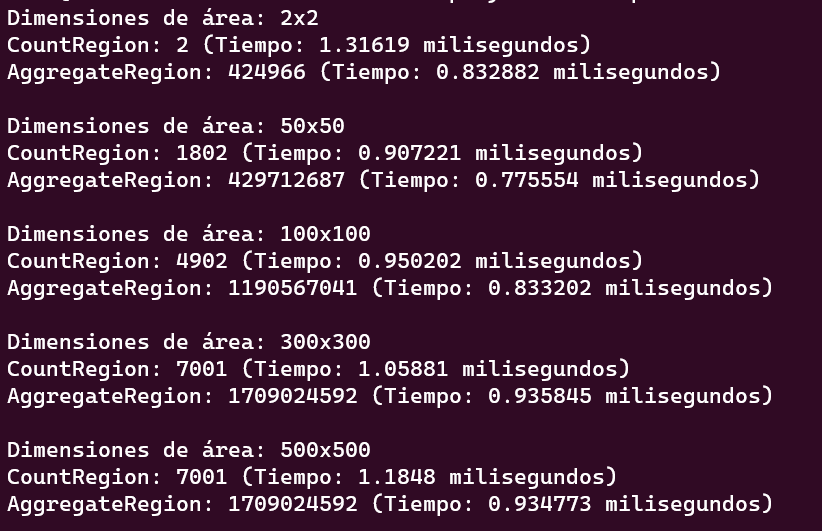 Dimensiones de área: 2x2
CountRegion: 2 (Tiempo: 1.31619 milisegundos)
AggregateRegion: 424966 (Tiempo: 0.832882 milisegundos)

Dimensiones de área: 50x50
CountRegion: 1802 (Tiempo: 0.907221 milisegundos)
AggregateRegion: 429712687 (Tiempo: 0.775554 milisegundos)

Dimensiones de área: 100x100
CountRegion: 4902 (Tiempo: 0.950202 milisegundos)
AggregateRegion: 1190567041 (Tiempo: 0.833202 milisegundos)

Dimensiones de área: 300x300
CountRegion: 7001 (Tiempo: 1.05881 milisegundos)
AggregateRegion: 1709024592 (Tiempo: 0.935845 milisegundos)

Dimensiones de área: 500x500
CountRegion: 7001 (Tiempo: 1.1848 milisegundos)
AggregateRegion: 1709024592 (Tiempo: 0.934773 milisegundos)